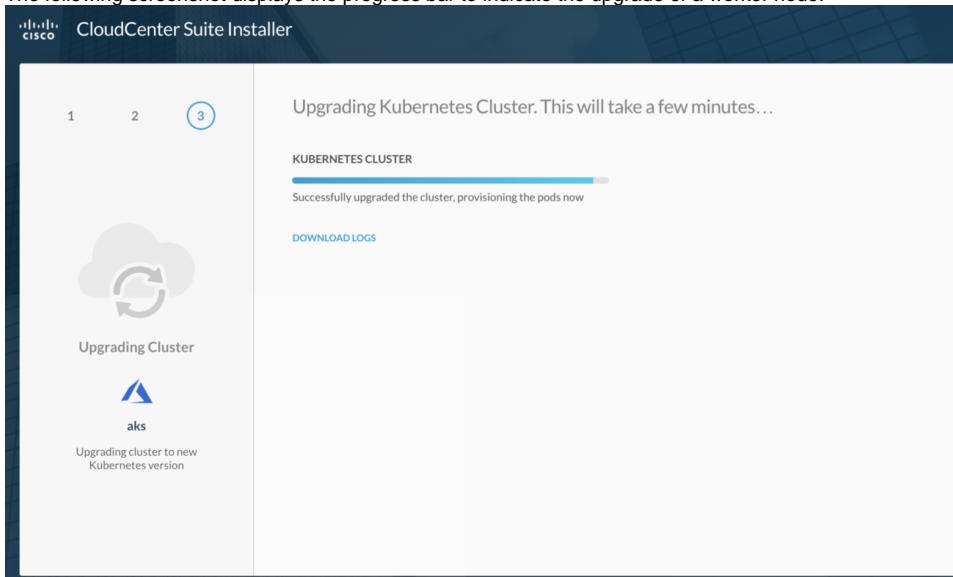 The following screenshot displays the progress bar to indicate the upgrade of a worker node.
cisco CloudCenter Suite Installer
1 2 3
Upgrading Kubernetes Cluster. This will take a few minutes...
KUBERNETES CLUSTER
Successfully upgraded the cluster, provisioning the pods now
DOWNLOAD LOGS
Upgrading Cluster
aks
Upgrading cluster to new
Kubernetes version